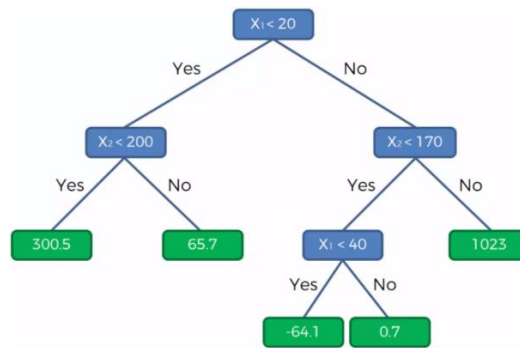 X₁ < 20
Yes
No
X₂ < 200
X₂ < 170
Yes
No
Yes
No
300.5
65.7
X₁ < 40
1023
Yes
No
-64.1
0.7